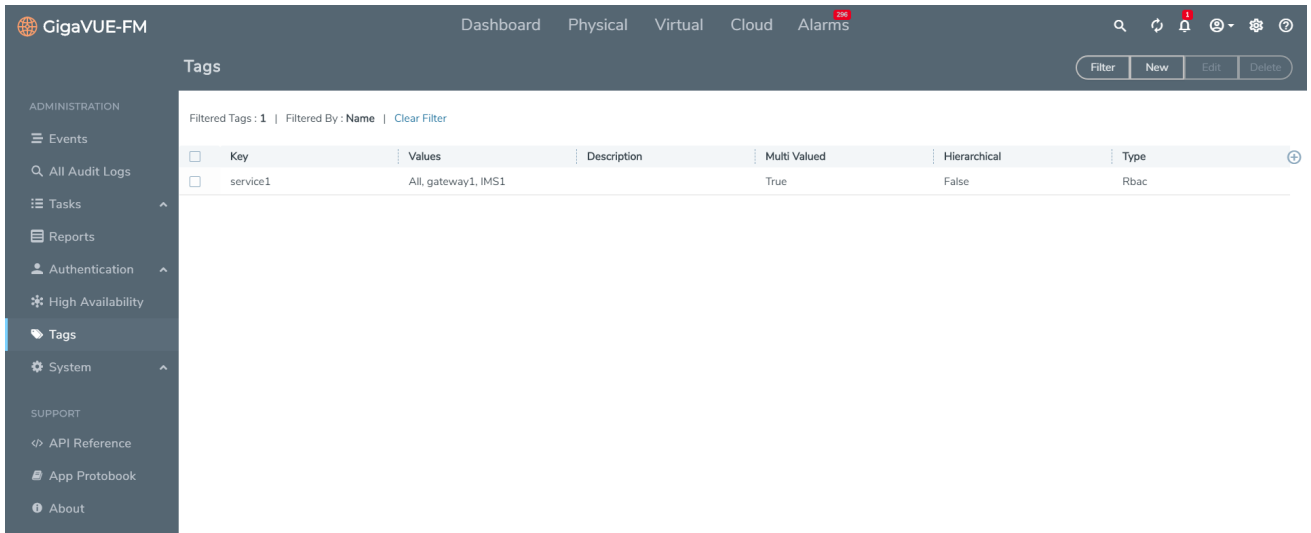 GigaVUE-FM
Dashboard Physical Virtual Cloud Alarms 296 1
Tags
Filter New Edit Delete
ADMINISTRATION
Events
All Audit Logs
Tasks
Reports
Authentication
High Availability
Tags
System
SUPPORT
API Reference
App Protobook
About
Filtered Tags : 1 | Filtered By : Name | Clear Filter
Key Values Description Multi Valued Hierarchical Type
service1 All, gateway1, IMS1 True False Rbac